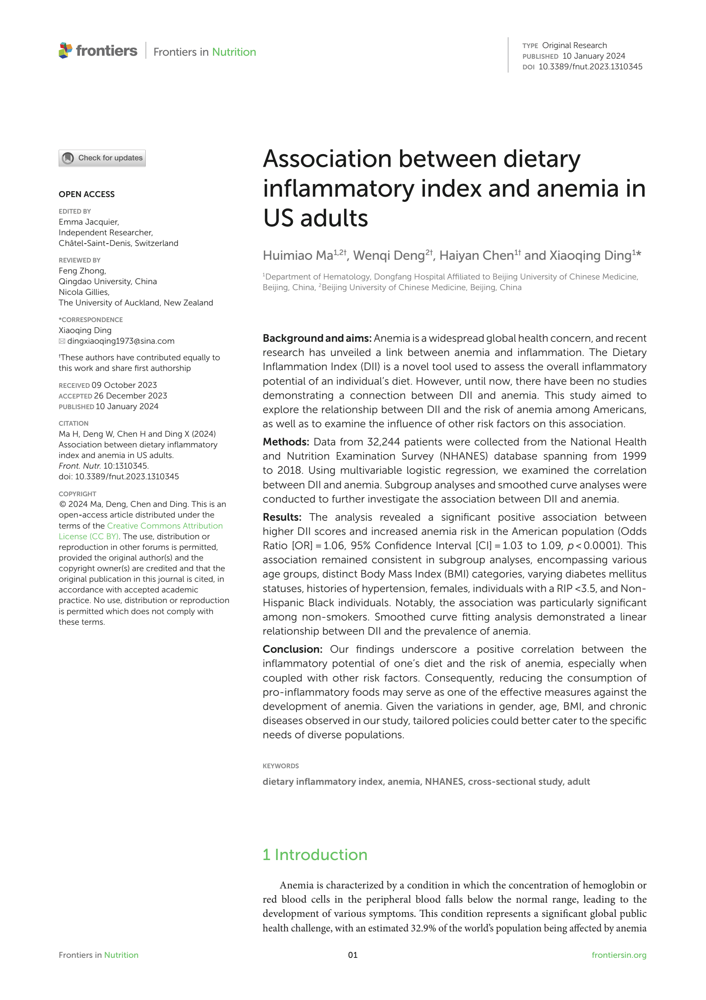 frontiers
Frontiers in Nutrition
TYPE Original Research
PUBLISHED 10 January 2024
DOI 10.3389/fnut.2023.1310345
Check for updates
OPEN ACCESS
EDITED BY
Emma Jacquier,
Independent Researcher,
Châtel-Saint-Denis, Switzerland
REVIEWED BY
Feng Zhong,
Qingdao University, China
Nicola Gillies,
The University of Auckland, New Zealand
*CORRESPONDENCE
Xiaoqing Ding
dingxiaoqing1973@sina.com
†These authors have contributed equally to
this work and share first authorship
RECEIVED 09 October 2023
ACCEPTED 26 December 2023
PUBLISHED 10 January 2024
CITATION
Ma H, Deng W, Chen H and Ding X (2024)
Association between dietary inflammatory
index and anemia in US adults.
Front. Nutr. 10:1310345.
doi: 10.3389/fnut.2023.1310345
COPYRIGHT
© 2024 Ma, Deng, Chen and Ding. This is an
open-access article distributed under the
terms of the Creative Commons Attribution
License (CC BY). The use, distribution or
reproduction in other forums is permitted,
provided the original author(s) and the
copyright owner(s) are credited and that the
original publication in this journal is cited, in
accordance with accepted academic
practice. No use, distribution or reproduction
is permitted which does not comply with
these terms.
Association between dietary
inflammatory index and anemia in
US adults
Huimiao Ma1,2†, Wenqi Deng2†, Haiyan Chen1† and Xiaoqing Ding1*
1Department of Hematology, Dongfang Hospital Affiliated to Beijing University of Chinese Medicine,
Beijing, China, 2Beijing University of Chinese Medicine, Beijing, China
Background and aims: Anemia is a widespread global health concern, and recent
research has unveiled a link between anemia and inflammation. The Dietary
Inflammation Index (DII) is a novel tool used to assess the overall inflammatory
potential of an individual's diet. However, until now, there have been no studies
demonstrating a connection between DII and anemia. This study aimed to
explore the relationship between DII and the risk of anemia among Americans,
as well as to examine the influence of other risk factors on this association.
Methods: Data from 32,244 patients were collected from the National Health
and Nutrition Examination Survey (NHANES) database spanning from 1999
to 2018. Using multivariable logistic regression, we examined the correlation
between DII and anemia. Subgroup analyses and smoothed curve analyses were
conducted to further investigate the association between DII and anemia.
Results: The analysis revealed a significant positive association between
higher DII scores and increased anemia risk in the American population (Odds
Ratio [OR] = 1.06, 95% Confidence Interval [CI] = 1.03 to 1.09, p < 0.0001). This
association remained consistent in subgroup analyses, encompassing various
age groups, distinct Body Mass Index (BMI) categories, varying diabetes mellitus
statuses, histories of hypertension, females, individuals with a RIP <3.5, and Non-
Hispanic Black individuals. Notably, the association was particularly significant
among non-smokers. Smoothed curve fitting analysis demonstrated a linear
relationship between DII and the prevalence of anemia.
Conclusion: Our findings underscore a positive correlation between the
inflammatory potential of one's diet and the risk of anemia, especially when
coupled with other risk factors. Consequently, reducing the consumption of
pro-inflammatory foods may serve as one of the effective measures against the
development of anemia. Given the variations in gender, age, BMI, and chronic
diseases observed in our study, tailored policies could better cater to the specific
needs of diverse populations.
KEYWORDS
dietary inflammatory index, anemia, NHANES, cross-sectional study, adult
1 Introduction
Anemia is characterized by a condition in which the concentration of hemoglobin or
red blood cells in the peripheral blood falls below the normal range, leading to the
development of various symptoms. This condition represents a significant global public
health challenge, with an estimated 32.9% of the world's population being affected by anemia
Frontiers in Nutrition
01
frontiersin.org